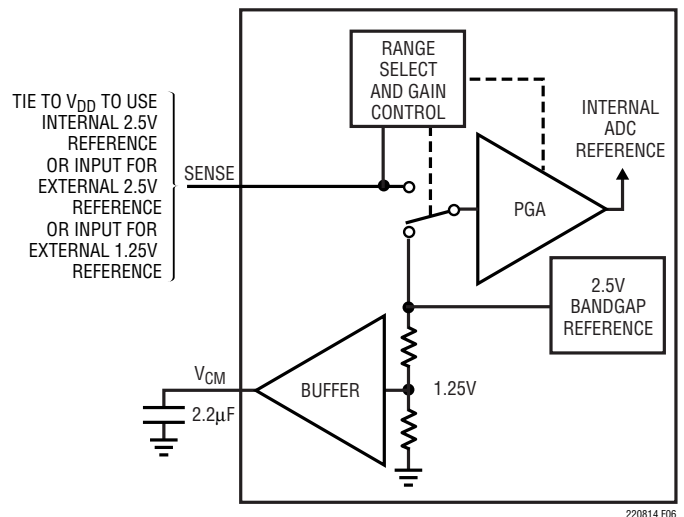 RANGE
SELECT
AND GAIN
CONTROL
TIE TO VDD TO USE
INTERNAL 2.5V
REFERENCE
OR INPUT FOR
EXTERNAL 2.5V
REFERENCE
OR INPUT FOR
EXTERNAL 1.25V
REFERENCE
SENSE
INTERNAL
ADC
REFERENCE
PGA
2.5V
BANDGAP
REFERENCE
VCM
BUFFER
1.25V
2.2µF
220814 F06